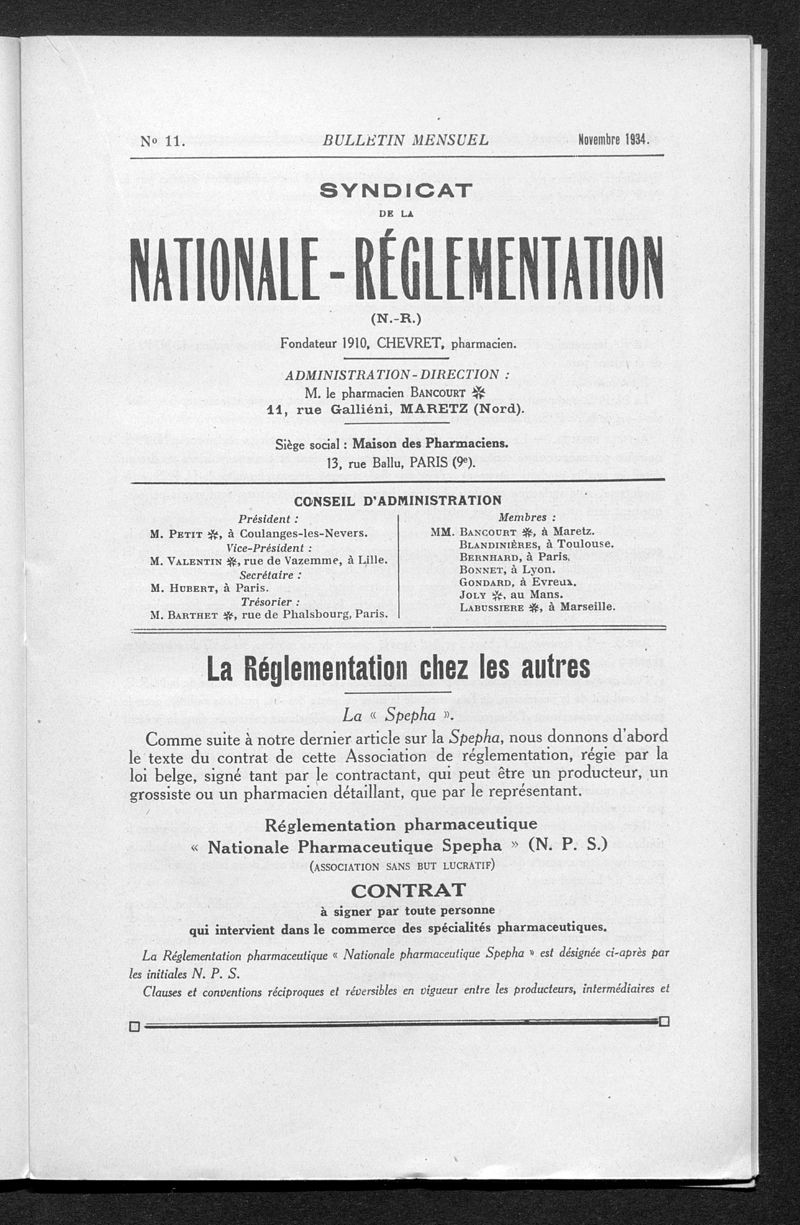 Nº 11.
BULLETIN MENSUEL
Novembre 1934.
SYNDICAT
DE LA
NATIONALE-RÉGLEMENTATION
(N.-R.)
Fondateur 1910, CHEVRET, pharmacien.
ADMINISTRATION-DIRECTION :
M. le pharmacien BANCOURT ✻
11, rue Galliéni, MARETZ (Nord).
Siège social : Maison des Pharmaciens.
13, rue Ballu, PARIS (9e).
CONSEIL D'ADMINISTRATION
Président :
M. PETIT ✻, à Coulanges-les-Nevers.
Vice-Président :
M. VALENTIN ✻, rue de Vazemme, à Lille.
Secrétaire :
M. HUBERT, à Paris.
Trésorier :
M. BARTHET ✻, rue de Phalsbourg, Paris.
Membres :
MM. BANCOURT ✻, à Maretz.
BLANDINIÈRES, à Toulouse.
BERNHARD, à Paris.
BONNET, à Lyon.
GONDARD, à Evreux.
JOLY ✻, au Mans.
LABUSSIERE ✻, à Marseille.
La Réglementation chez les autres
La « Spepha ».
Comme suite à notre dernier article sur la Spepha, nous donnons d'abord
le texte du contrat de cette Association de réglementation, régie par la
loi belge, signé tant par le contractant, qui peut être un producteur, un
grossiste ou un pharmacien détaillant, que par le représentant.
Réglementation pharmaceutique
« Nationale Pharmaceutique Spepha » (N. P. S.)
(ASSOCIATION SANS BUT LUCRATIF)
CONTRAT
à signer par toute personne
qui intervient dans le commerce des spécialités pharmaceutiques.
La Réglementation pharmaceutique « Nationale pharmaceutique Spepha » est désignée ci-après par
les initiales N. P. S.
Clauses et conventions réciproques et réversibles en vigueur entre les producteurs, intermédiaires et